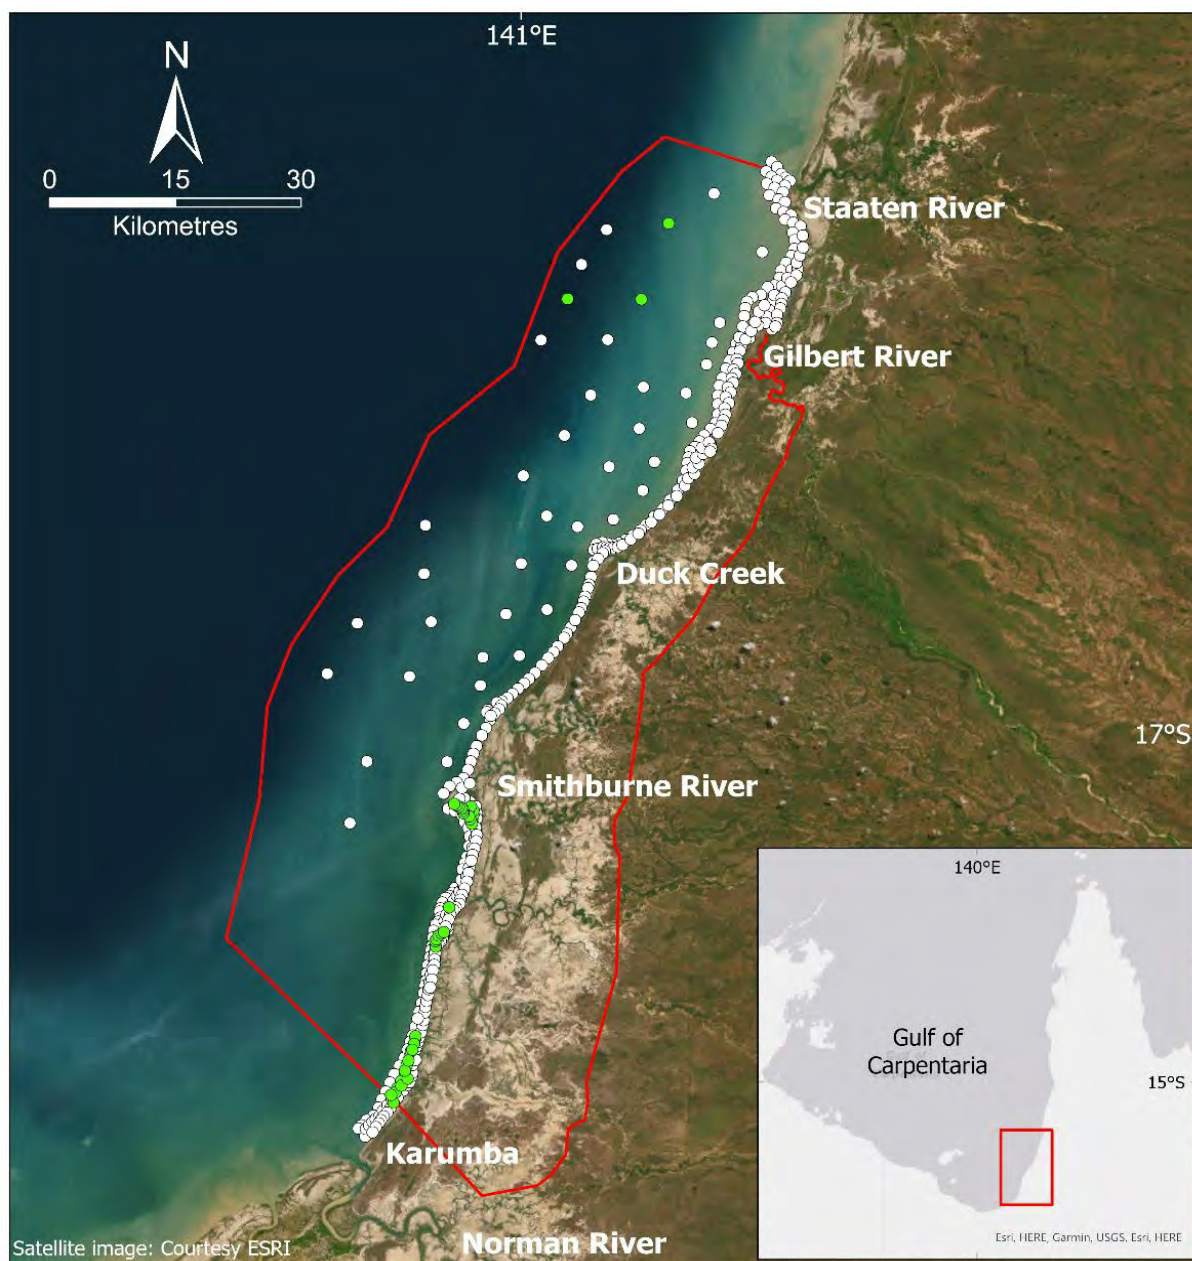 141°E
N
0 15 30
Kilometres
Staaten River
Gilbert River
Duck Creek
17°S
Smithburne River
Karumba
Norman River
Satellite image: Courtesy ESRI
140°E
Gulf of
Carpentaria
15°S
Esri, HERE, Garmin, USGS, Esri, HERE